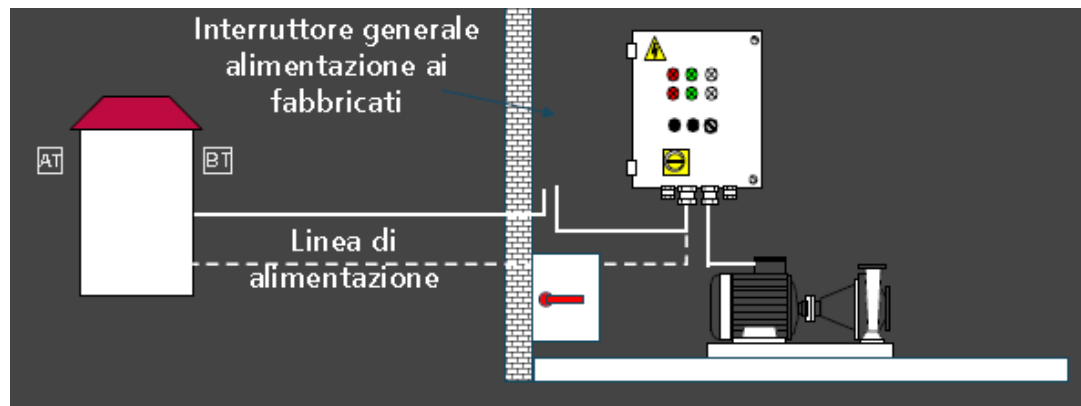 Interruttore generale
alimentazione ai
fabbricati
AT
BT
Linea di
alimentazione